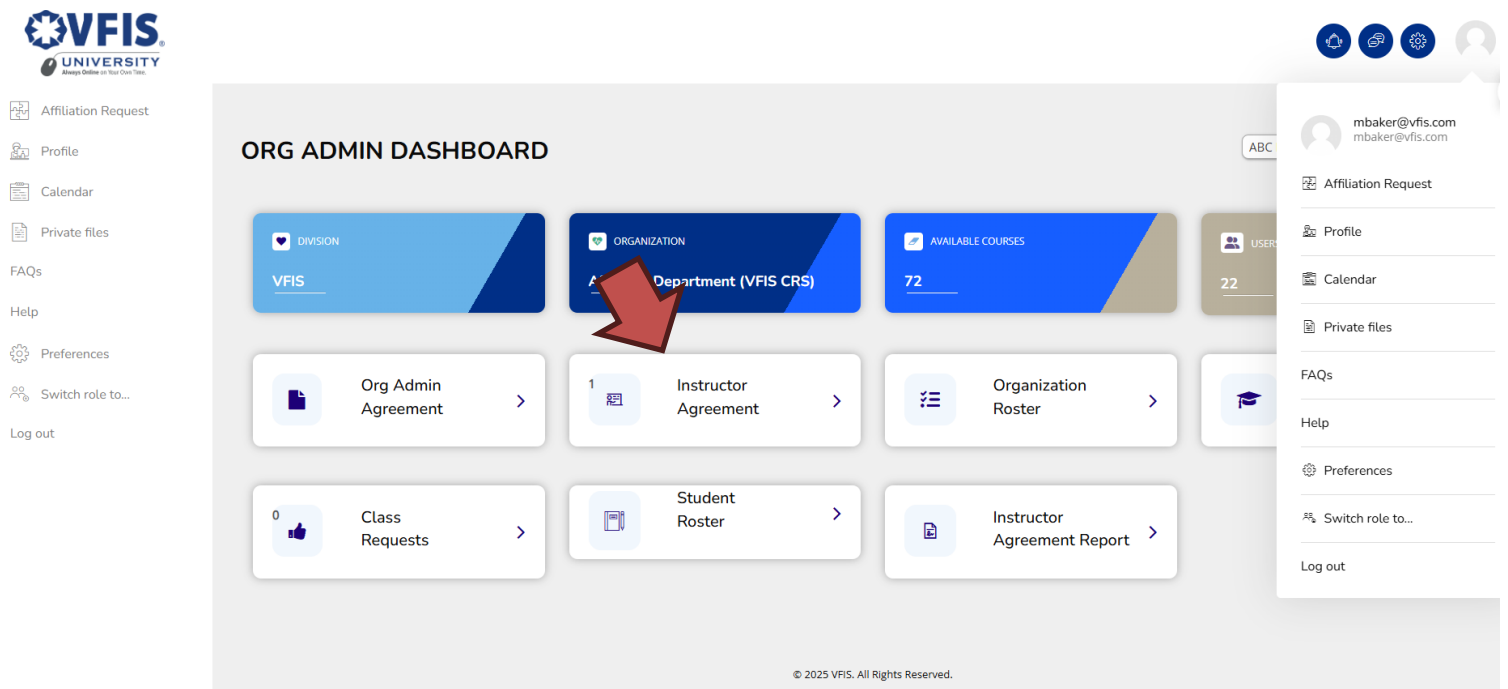 VFIS®
UNIVERSITY
Always Online on Your Own Time.
Affiliation Request
Profile
Calendar
Private files
FAQs
Help
Preferences
Switch role to...
Log out
ORG ADMIN DASHBOARD
ABC
DIVISION
VFIS
ORGANIZATION
Department (VFIS CRS)
AVAILABLE COURSES
72
USERS
22
Org Admin
Agreement
1
Instructor
Agreement
Organization
Roster
0
Class
Requests
Student
Roster
Instructor
Agreement Report
mbaker@vfis.com
mbaker@vfis.com
Affiliation Request
Profile
Calendar
Private files
FAQs
Help
Preferences
Switch role to...
Log out
© 2025 VFIS. All Rights Reserved.